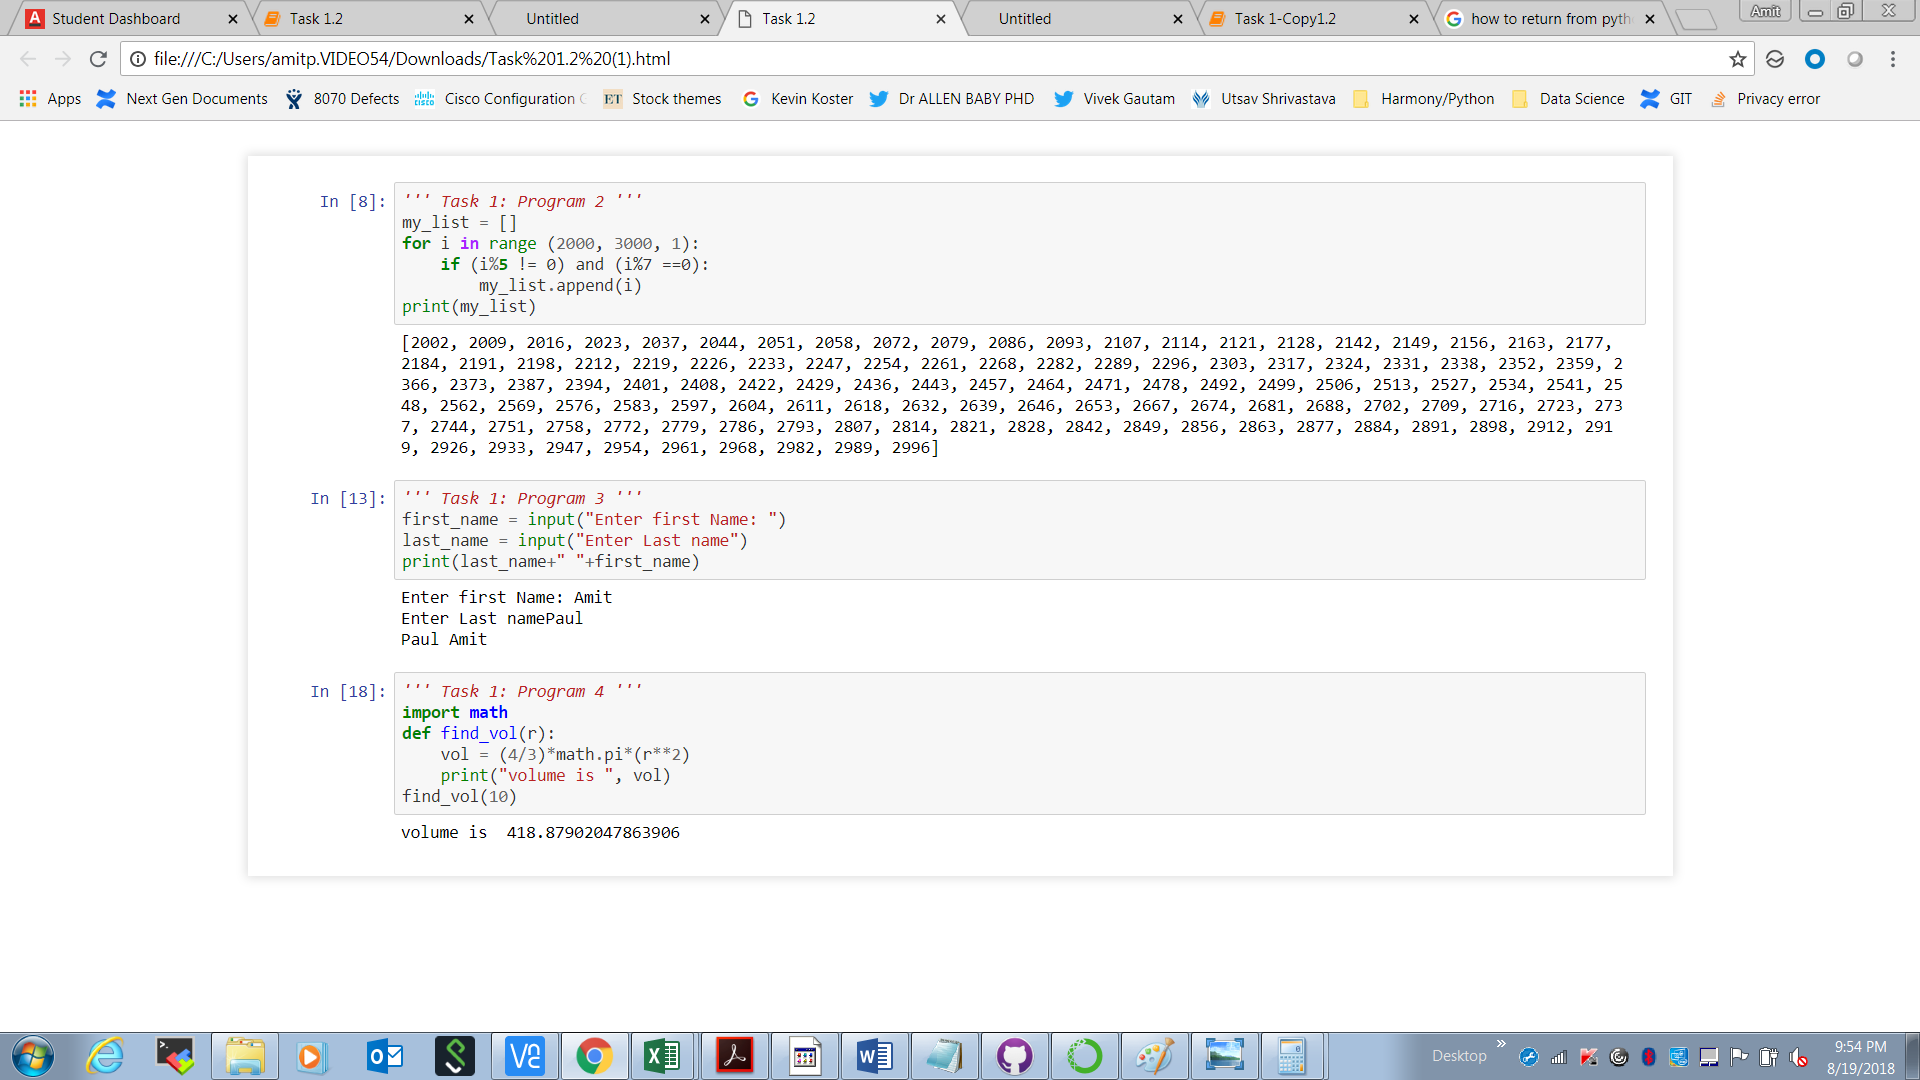 Student Dashboard
Task 1.2
Untitled
Task 1.2
Untitled
Task 1-Copy1.2
how to return from pyth
Amit
file:///C:/Users/amitp.VIDEO54/Downloads/Task%201.2%20(1).html
Apps
Next Gen Documents
8070 Defects
Cisco Configuration
ET Stock themes
Kevin Koster
Dr ALLEN BABY PHD
Vivek Gautam
Utsav Shrivastava
Harmony/Python
Data Science
GIT
Privacy error
In [8]:
''' Task 1: Program 2 '''
my_list = []
for i in range (2000, 3000, 1):
    if (i%5 != 0) and (i%7 ==0):
        my_list.append(i)
print(my_list)
[2002, 2009, 2016, 2023, 2037, 2044, 2051, 2058, 2072, 2079, 2086, 2093, 2107, 2114, 2121, 2128, 2142, 2149, 2156, 2163, 2177,
2184, 2191, 2198, 2212, 2219, 2226, 2233, 2247, 2254, 2261, 2268, 2282, 2289, 2296, 2303, 2317, 2324, 2331, 2338, 2352, 2359, 2
366, 2373, 2387, 2394, 2401, 2408, 2422, 2429, 2436, 2443, 2457, 2464, 2471, 2478, 2492, 2499, 2506, 2513, 2527, 2534, 2541, 25
48, 2562, 2569, 2576, 2583, 2597, 2604, 2611, 2618, 2632, 2639, 2646, 2653, 2667, 2674, 2681, 2688, 2702, 2709, 2716, 2723, 273
7, 2744, 2751, 2758, 2772, 2779, 2786, 2793, 2807, 2814, 2821, 2828, 2842, 2849, 2856, 2863, 2877, 2884, 2891, 2898, 2912, 291
9, 2926, 2933, 2947, 2954, 2961, 2968, 2982, 2989, 2996]
In [13]:
''' Task 1: Program 3 '''
first_name = input("Enter first Name: ")
last_name = input("Enter Last name")
print(last_name+" "+first_name)
Enter first Name: Amit
Enter Last namePaul
Paul Amit
In [18]:
''' Task 1: Program 4 '''
import math
def find_vol(r):
    vol = (4/3)*math.pi*(r**2)
    print("volume is ", vol)
find_vol(10)
volume is  418.87902047863906
Desktop
9:54 PM
8/19/2018